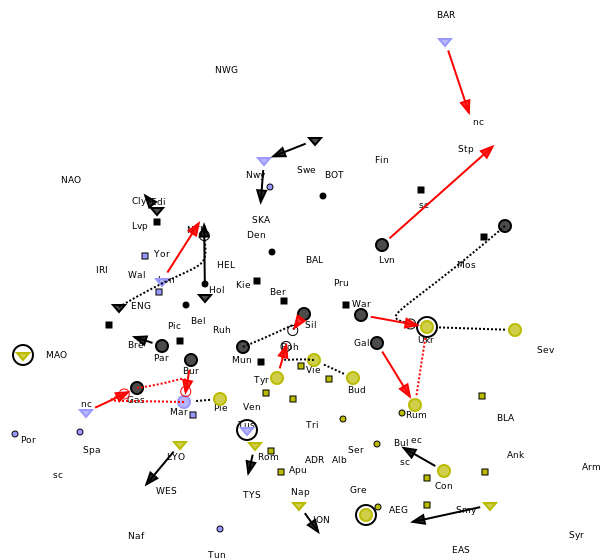 BAR
NWG
nc
Stp
Fin
Swe
BOT
Nwy
NAO
Cly
Edi
sc
SKA
Lvp
Den
Yor
BAL
Lvn
Mos
HEL
IRI
Wal
Kie
Ber
Pru
Hol
ENG
War
Pic
Bel
Ruh
Sil
Gal
Ukr
Bre
Par
Mun
Boh
Sev
MAO
Bur
Vie
Tyr
Bud
nc
Gas
Mar
Pie
Ven
Rum
BLA
Por
Spa
Tus
Tri
Bul
ec
LYO
Rom
Ser
Ank
ADR
Alb
sc
Apu
Arm
sc
WES
TYS
Nap
Gre
Con
AEG
Smy
ION
Naf
Tun
EAS
Syr